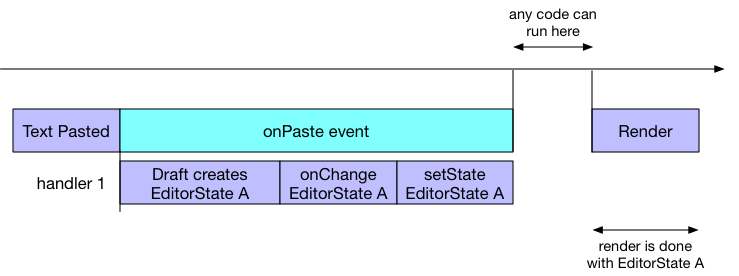 any code can
run here
Text Pasted
onPaste event
Render
handler 1
Draft creates
EditorState A
onChange
EditorState A
setState
EditorState A
render is done
with EditorState A